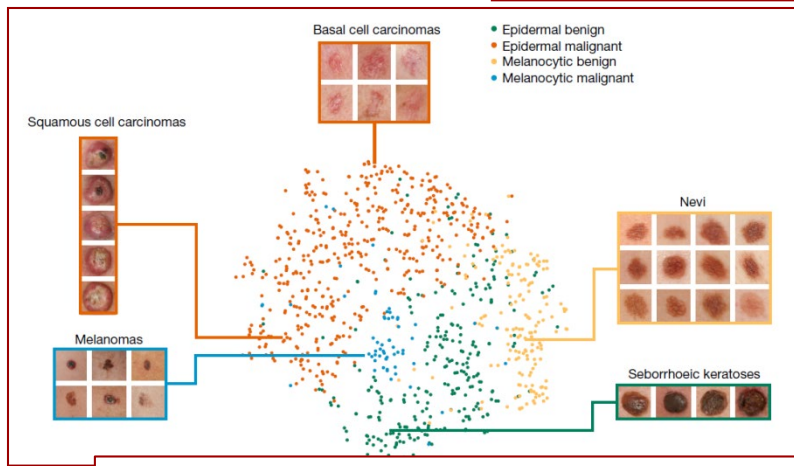 Basal cell carcinomas
Epidermal benign
Epidermal malignant
Melanocytic benign
Melanocytic malignant
Squamous cell carcinomas
Nevi
Melanomas
Seborrhoeic keratoses